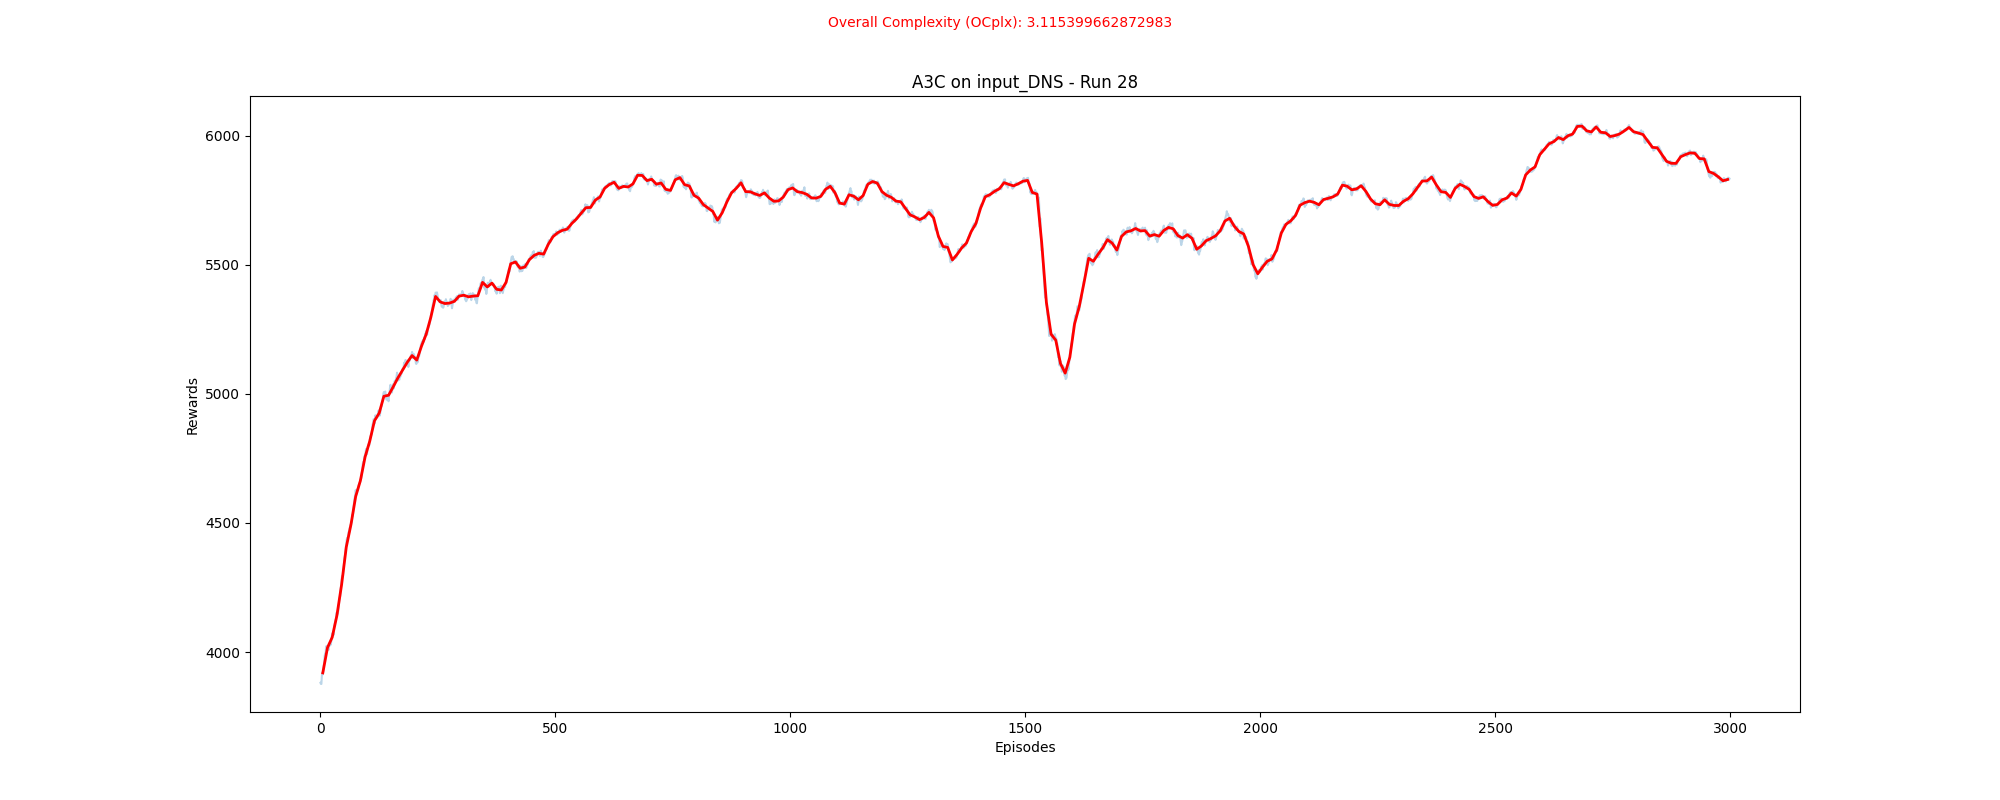 Overall Complexity (OCplx): 3.115399662872983
A3C on input_DNS - Run 28
6000
5500
5000
4500
4000
Rewards
0 500 1000 1500 2000 2500 3000
Episodes